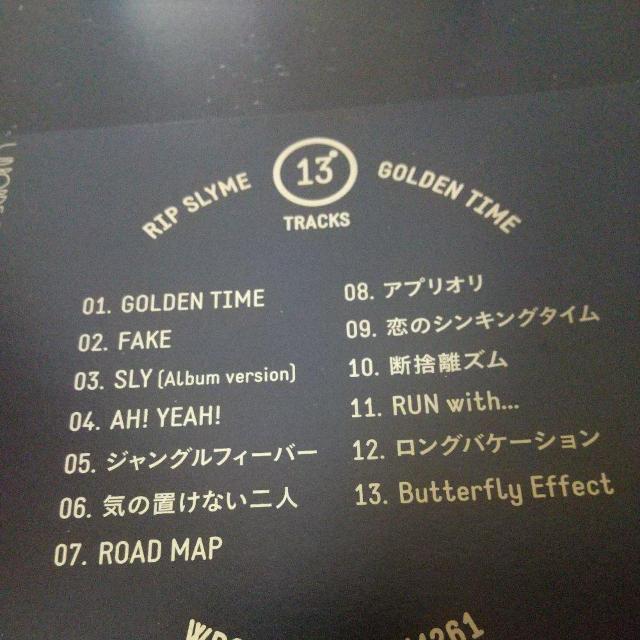 RIP SLYME
13
TRACKS
GOLDEN TIME
01. GOLDEN TIME
02. FAKE
03. SLY (Album version)
04. AH! YEAH!
05. ジャングルフィーバー
06. 気の置けない二人
07. ROAD MAP
08. アプリオリ
09. 恋のシンキングタイム
10. 断捨離ズム
11. RUN with...
12. ロングバケーション
13. Butterfly Effect